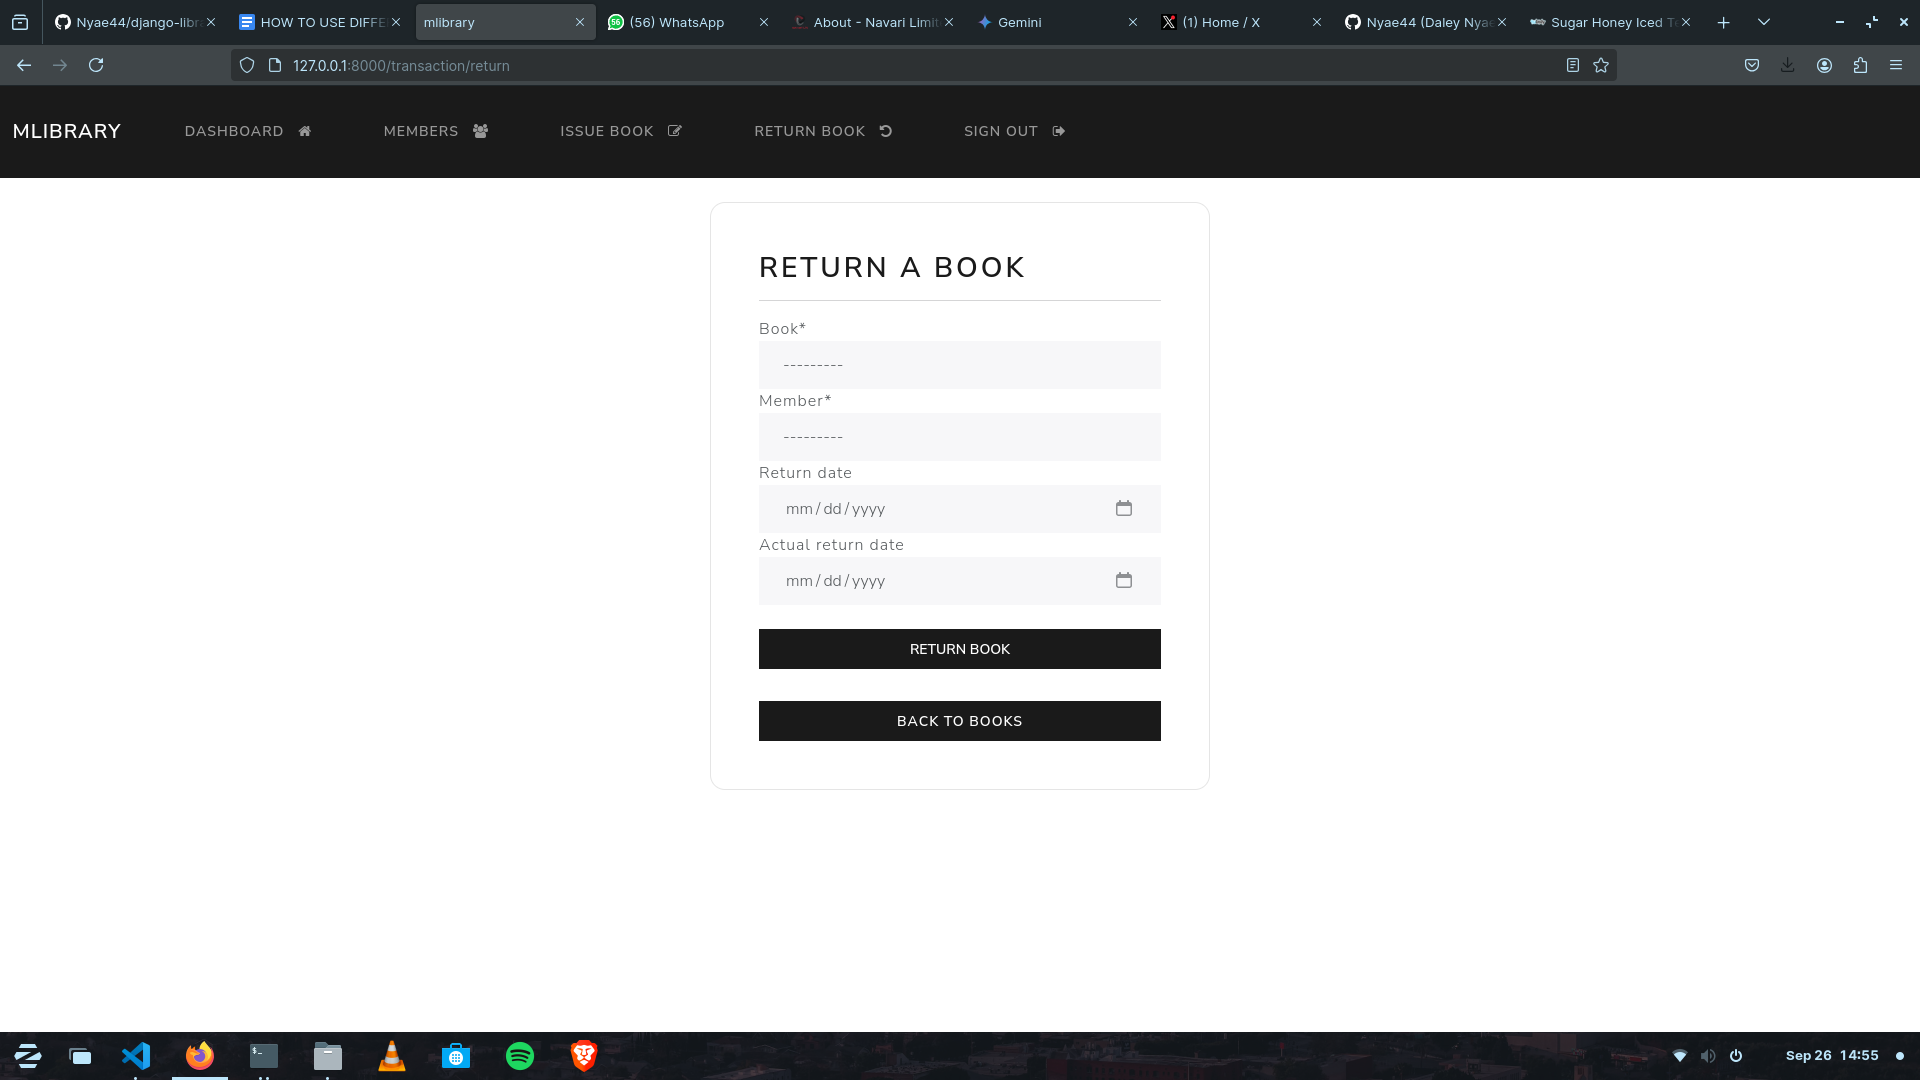 Nyae44/django-libr
HOW TO USE DIFFE
mlibrary
(56) WhatsApp
About - Navari Limit
Gemini
(1) Home / X
Nyae44 (Daley Nyae
Sugar Honey Iced Te
127.0.0.1:8000/transaction/return
MLIBRARY
DASHBOARD
MEMBERS
ISSUE BOOK
RETURN BOOK
SIGN OUT
RETURN A BOOK
Book*
---------
Member*
---------
Return date
mm/dd/yyyy
Actual return date
mm/dd/yyyy
RETURN BOOK
BACK TO BOOKS
Sep 26 14:55